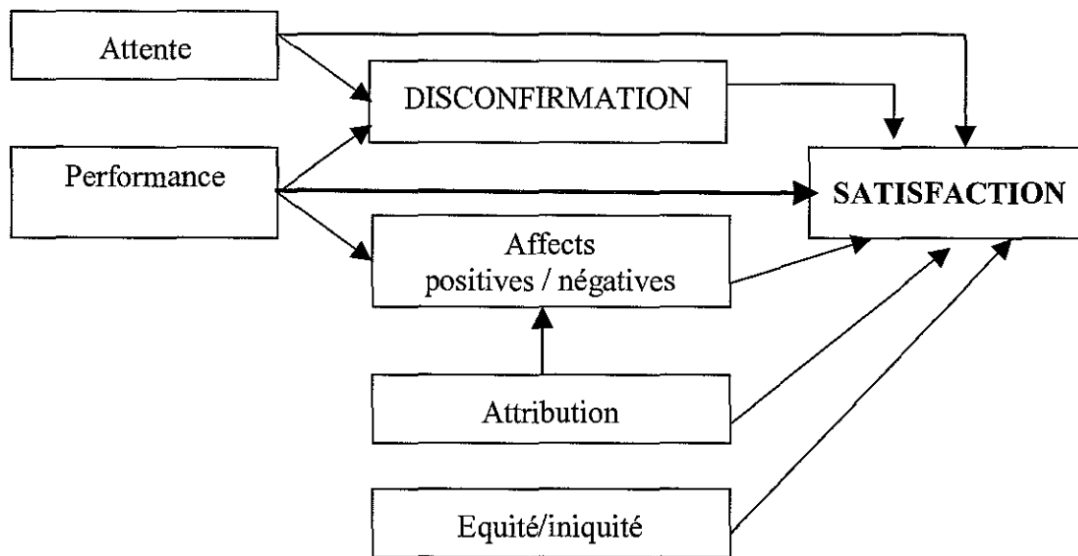 Attente
DISCONFIRMATION
Performance
SATISFACTION
Affects
positives / négatives
Attribution
Equité/iniquité